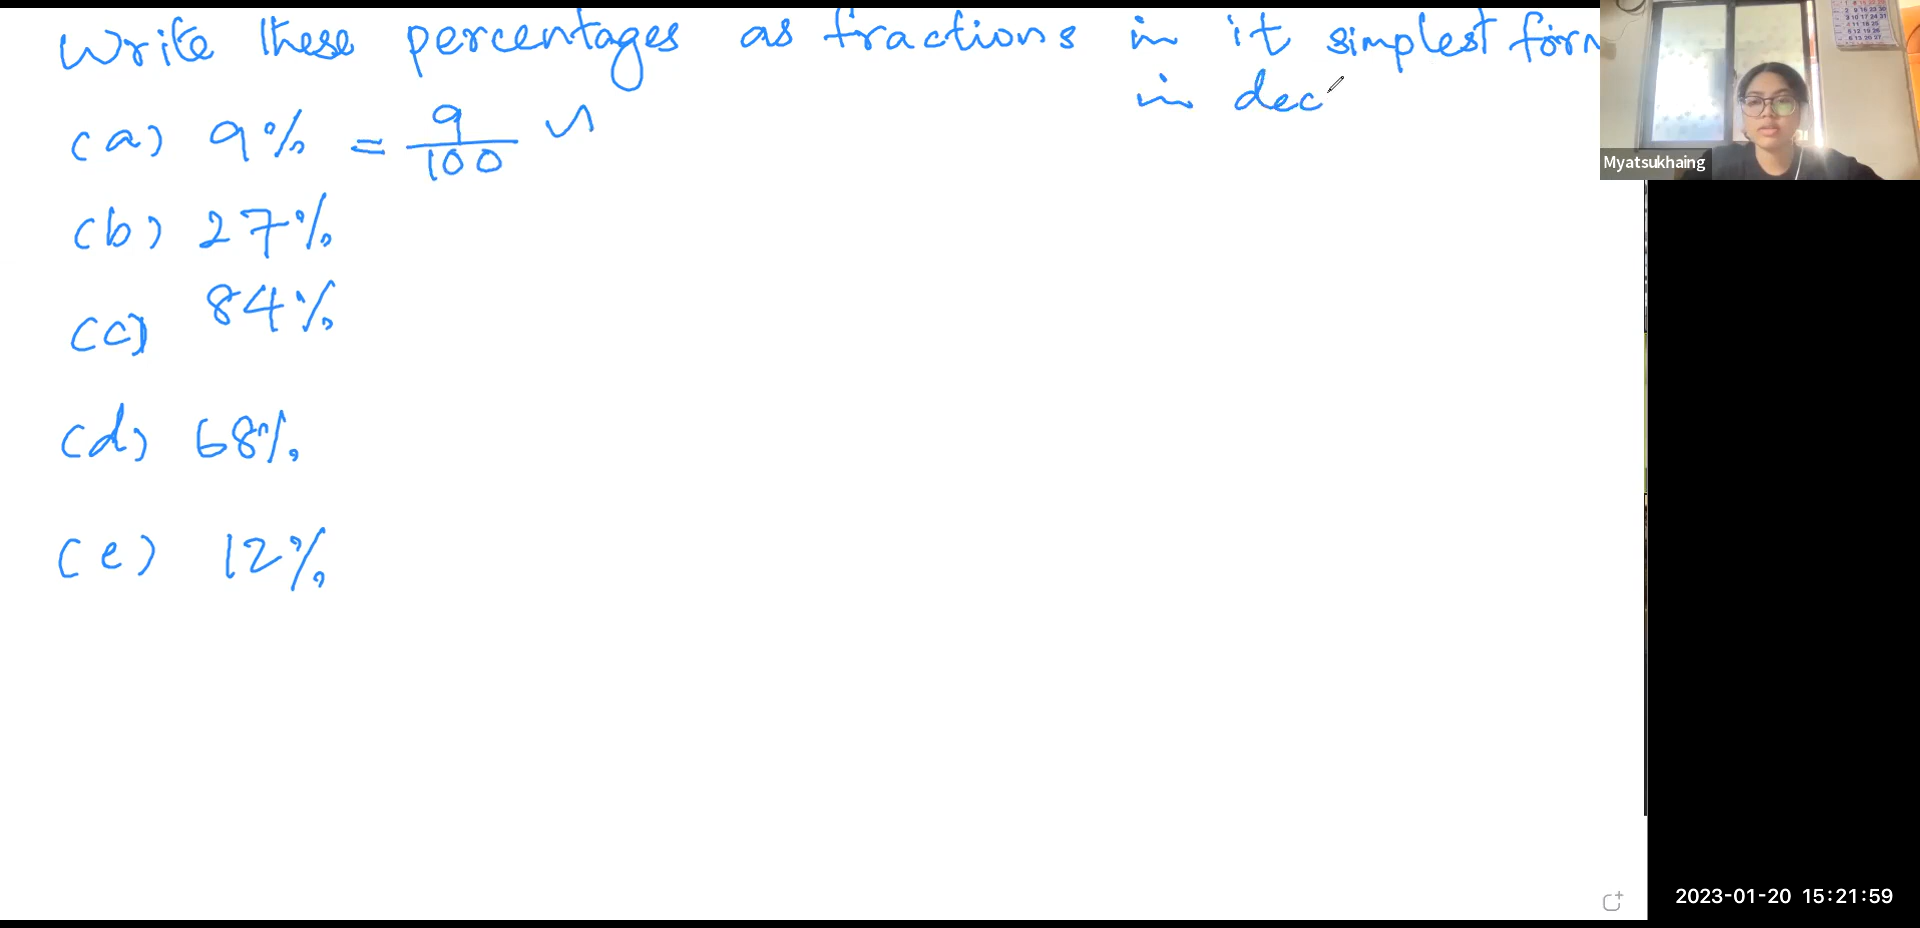 Write these percentages as fractions in it simplest form
in dec
(a) 9% = 9/100
(b) 27%
(c) 84%
(d) 68%
(e) 12%
Myatsukhaing
2023-01-20 15:21:59